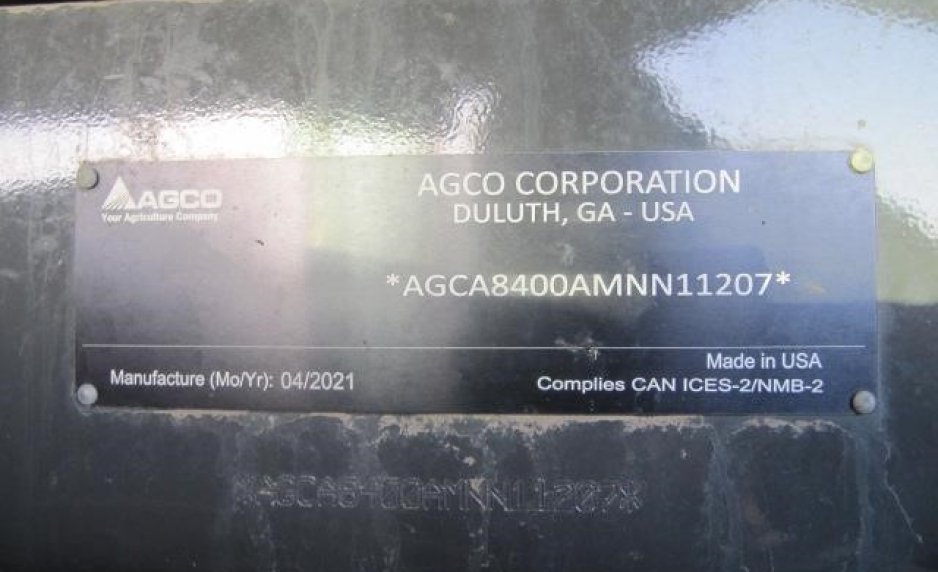 AGCO
Your Agriculture Company
AGCO CORPORATION
DULUTH, GA - USA
*AGCA8400AMNN11207*
Made in USA
Manufacture (Mo/Yr): 04/2021
Complies CAN ICES-2/NMB-2
*AGCA8400AMNN11207*